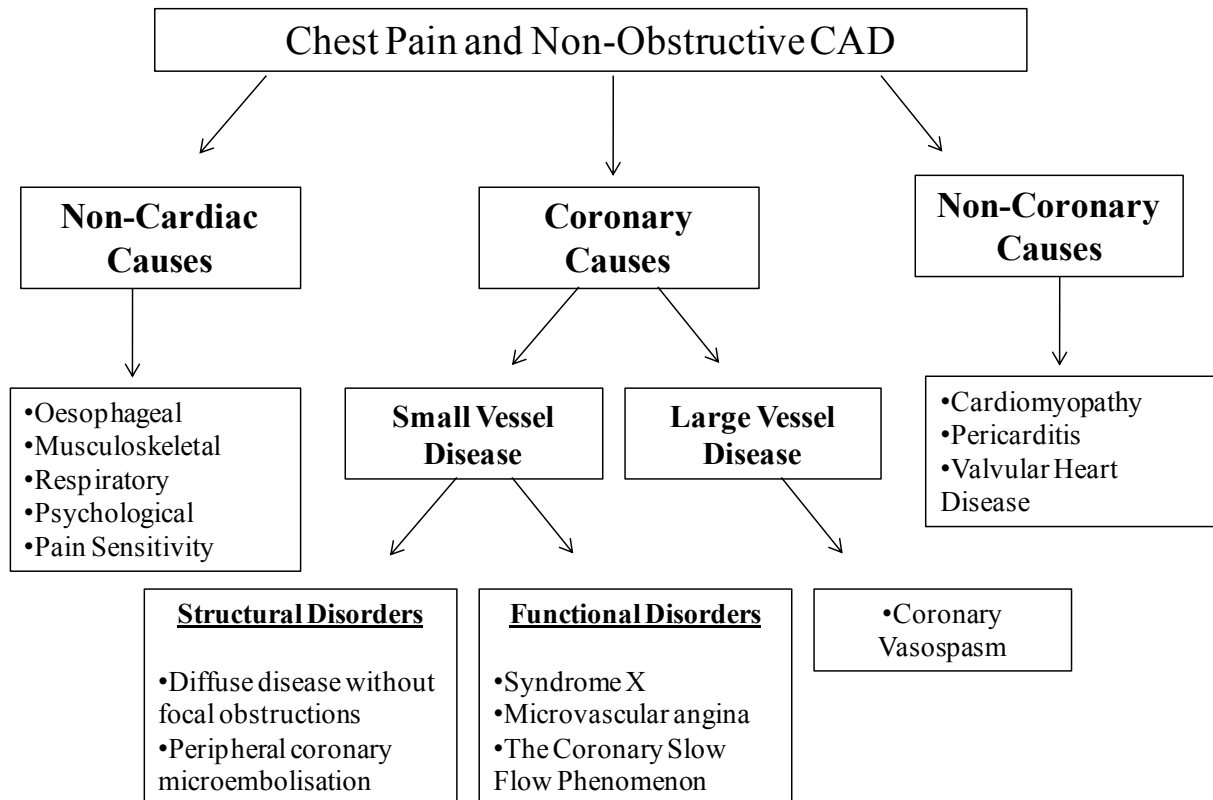 Chest Pain and Non-Obstructive CAD
Non-Cardiac
Causes
Coronary
Causes
Non-Coronary
Causes
•Oesophageal
•Musculoskeletal
•Respiratory
•Psychological
•Pain Sensitivity
Small Vessel
Disease
Large Vessel
Disease
•Cardiomyopathy
•Pericarditis
•Valvular Heart
Disease
Structural Disorders
•Diffuse disease without
focal obstructions
•Peripheral coronary
microembolisation
Functional Disorders
•Syndrome X
•Microvascular angina
•The Coronary Slow
Flow Phenomenon
•Coronary
Vasospasm